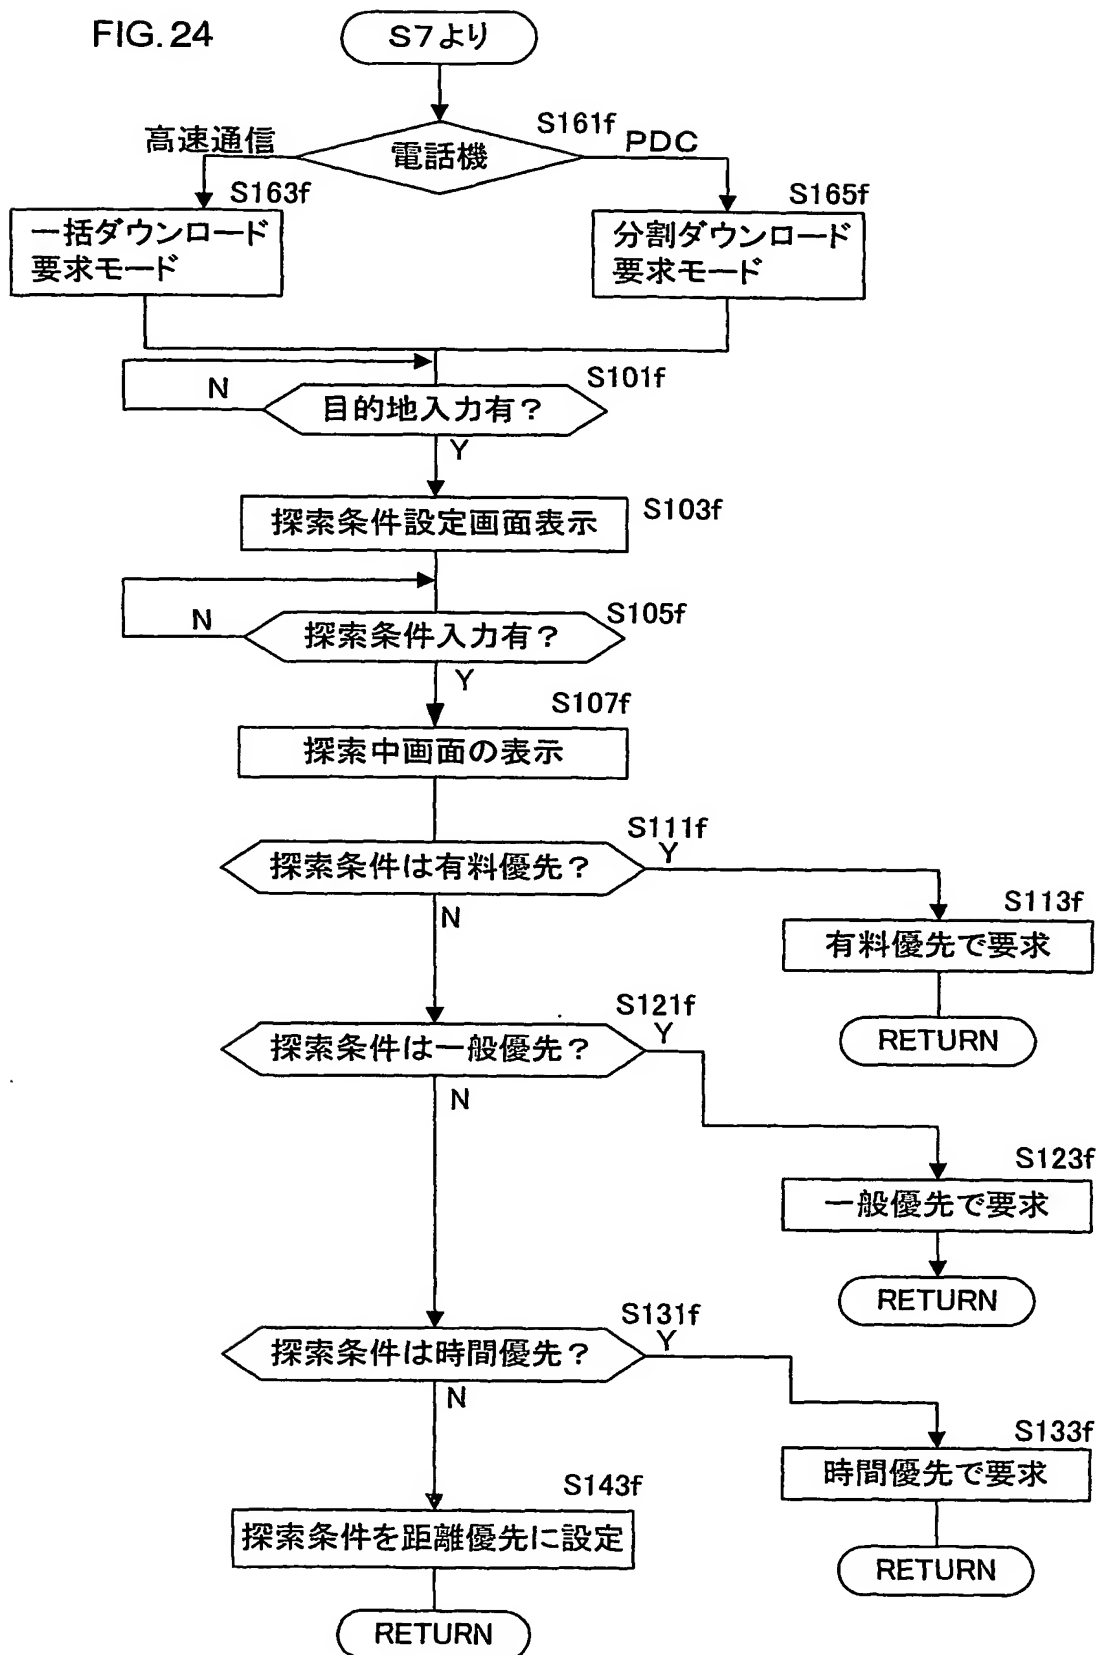 FIG.24
S7より
S161f
高速通信
電話機
PDC
S163f
S165f
一括ダウンロード
要求モード
分割ダウンロード
要求モード
S101f
N
目的地入力有?
Y
探索条件設定画面表示
S103f
S105f
N
探索条件入力有?
Y
S107f
探索中画面の表示
S111f
探索条件は有料優先?
Y
N
S113f
有料優先で要求
RETURN
S121f
探索条件は一般優先?
Y
N
S123f
一般優先で要求
RETURN
S131f
探索条件は時間優先?
Y
N
S133f
時間優先で要求
S143f
探索条件を距離優先に設定
RETURN
RETURN